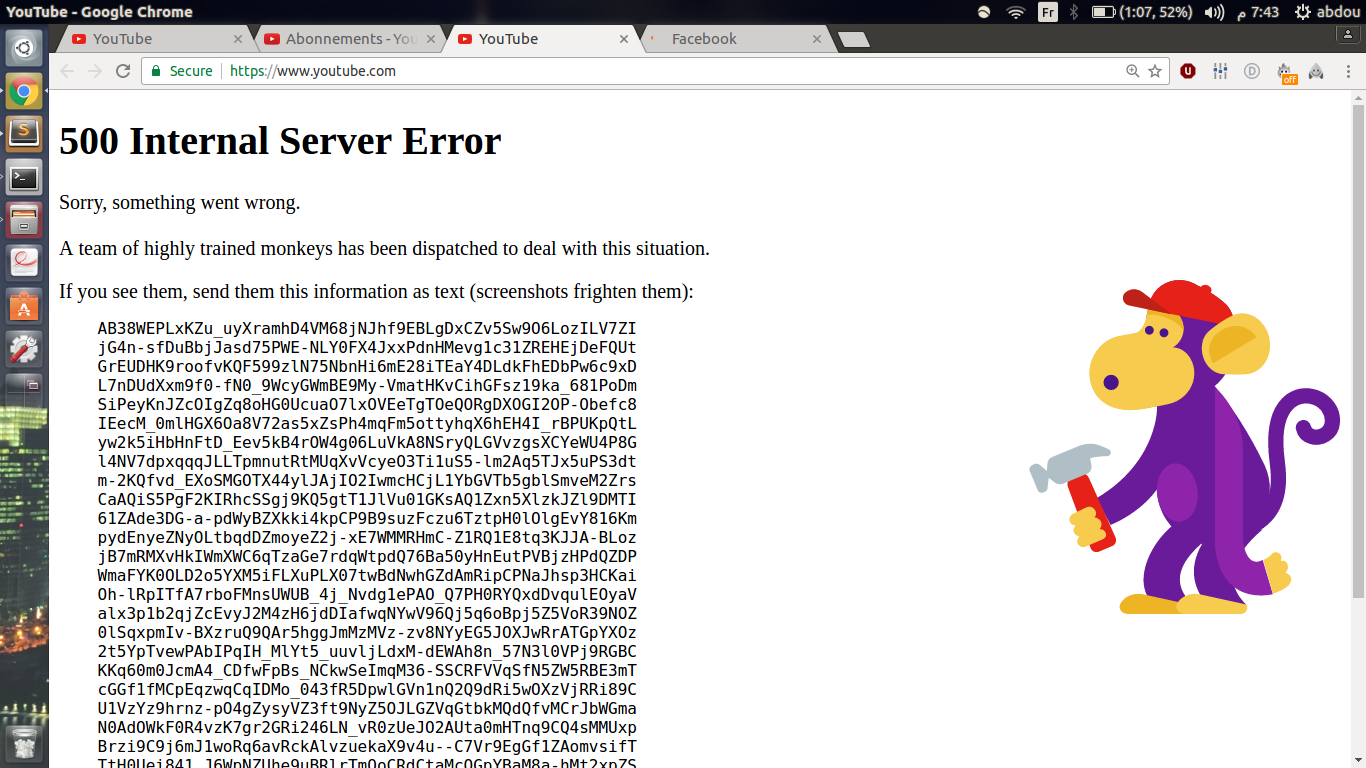 YouTube - Google Chrome
Fr
(1:07, 52%)
7:43 م
abdou
YouTube
Abonnements - You
YouTube
Facebook
Secure
https://www.youtube.com
off
500 Internal Server Error
Sorry, something went wrong.
A team of highly trained monkeys has been dispatched to deal with this situation.
If you see them, send them this information as text (screenshots frighten them):
AB38WEPLxKZu_uyXramhD4VM68jNJhf9EBLgDxCZv5Sw9O6LozILV7ZI
jG4n-sfDuBbjJasd75PWE-NLY0FX4JxxPdnHMevg1c31ZREHEjDeFQUt
GrEUDHK9roofvKQF599zlN75NbnHi6mE28iTEaY4DLdkFhEDbPw6c9xD
L7nDUdXxm9f0-fN0_9WcyGWmBE9My-VmatHKvCihGFsz19ka_681PoDm
SiPeyKnJZcOIgZq8oHG0UcuaO7lxOVEeTgTOeQORgDXOGI2OP-Obefc8
IEecM_0mlHGX6Oa8V72as5xZsPh4mqFm5ottyhqX6hEH4I_rBPUKpQtL
yw2k5iHbHnFtD_Eev5kB4rOW4g06LuVkA8NSryQLGVvzgsXCYeWU4P8G
l4NV7dpxqqqJLLTpmnutRtMUqXvVcyeO3Ti1uS5-lm2Aq5TJx5uPS3dt
m-2KQfvd_EXoSMGOTX44ylJAjIO2IwmcHCjL1YbGVTb5gblSmveM2Zrs
CaAQiS5PgF2KIRhcSSgj9KQ5gtT1JlVu01GKsAQ1Zxn5XlzkJZl9DMTI
61ZAde3DG-a-pdWyBZXkki4kpCP9B9suzFczu6TztpH0lOlgEvY816Km
pydEnyeZNyOLtbqdDZmoyeZ2j-xE7WMMRHmC-Z1RQ1E8tq3KJJA-BLoz
jB7mRMXvHkIWmXWC6qTzaGe7rdqWtpdQ76Ba50yHnEutPVBjzHPdQZDP
WmaFYK0OLD2o5YXM5iFLXuPLX07twBdNwhGZdAmRipCPNaJhsp3HCKai
Oh-lRpITfA7rboFMnsUWUB_4j_Nvdg1ePAO_Q7PH0RYQxdDvqulEOyaV
alx3p1b2qjZcEvyJ2M4zH6jdDIafwqNYwV96Qj5q6oBpj5Z5VoR39NOZ
0lSqxpmIv-BXzruQ9QAr5hggJmMzMVz-zv8NYyEG5JOXJwRrATGpYXOz
2t5YpTvewPAbIPqIH_MlYt5_uuvljLdxM-dEWAh8n_57N3l0VPj9RGBC
KKq60m0JcmA4_CDfwFpBs_NCkwSeImqM36-SSCRFVVqSfN5ZW5RBE3mT
cGGf1fMCpEqzwqCqIDMo_043fR5DpwlGVn1nQ2Q9dRi5wOXzVjRRi89C
U1VzYz9hrnz-pO4gZysyVZ3ft9NyZ5OJLGZVqGtbkMQdQfvMCrJbWGma
N0AdOWkF0R4vzK7gr2GRi246LN_vR0zUeJO2AUta0mHTnq9CQ4sMMUxp
Brzi9C9j6mJ1woRq6avRckAlvzuekaX9v4u--C7Vr9EgGf1ZAomvsifT